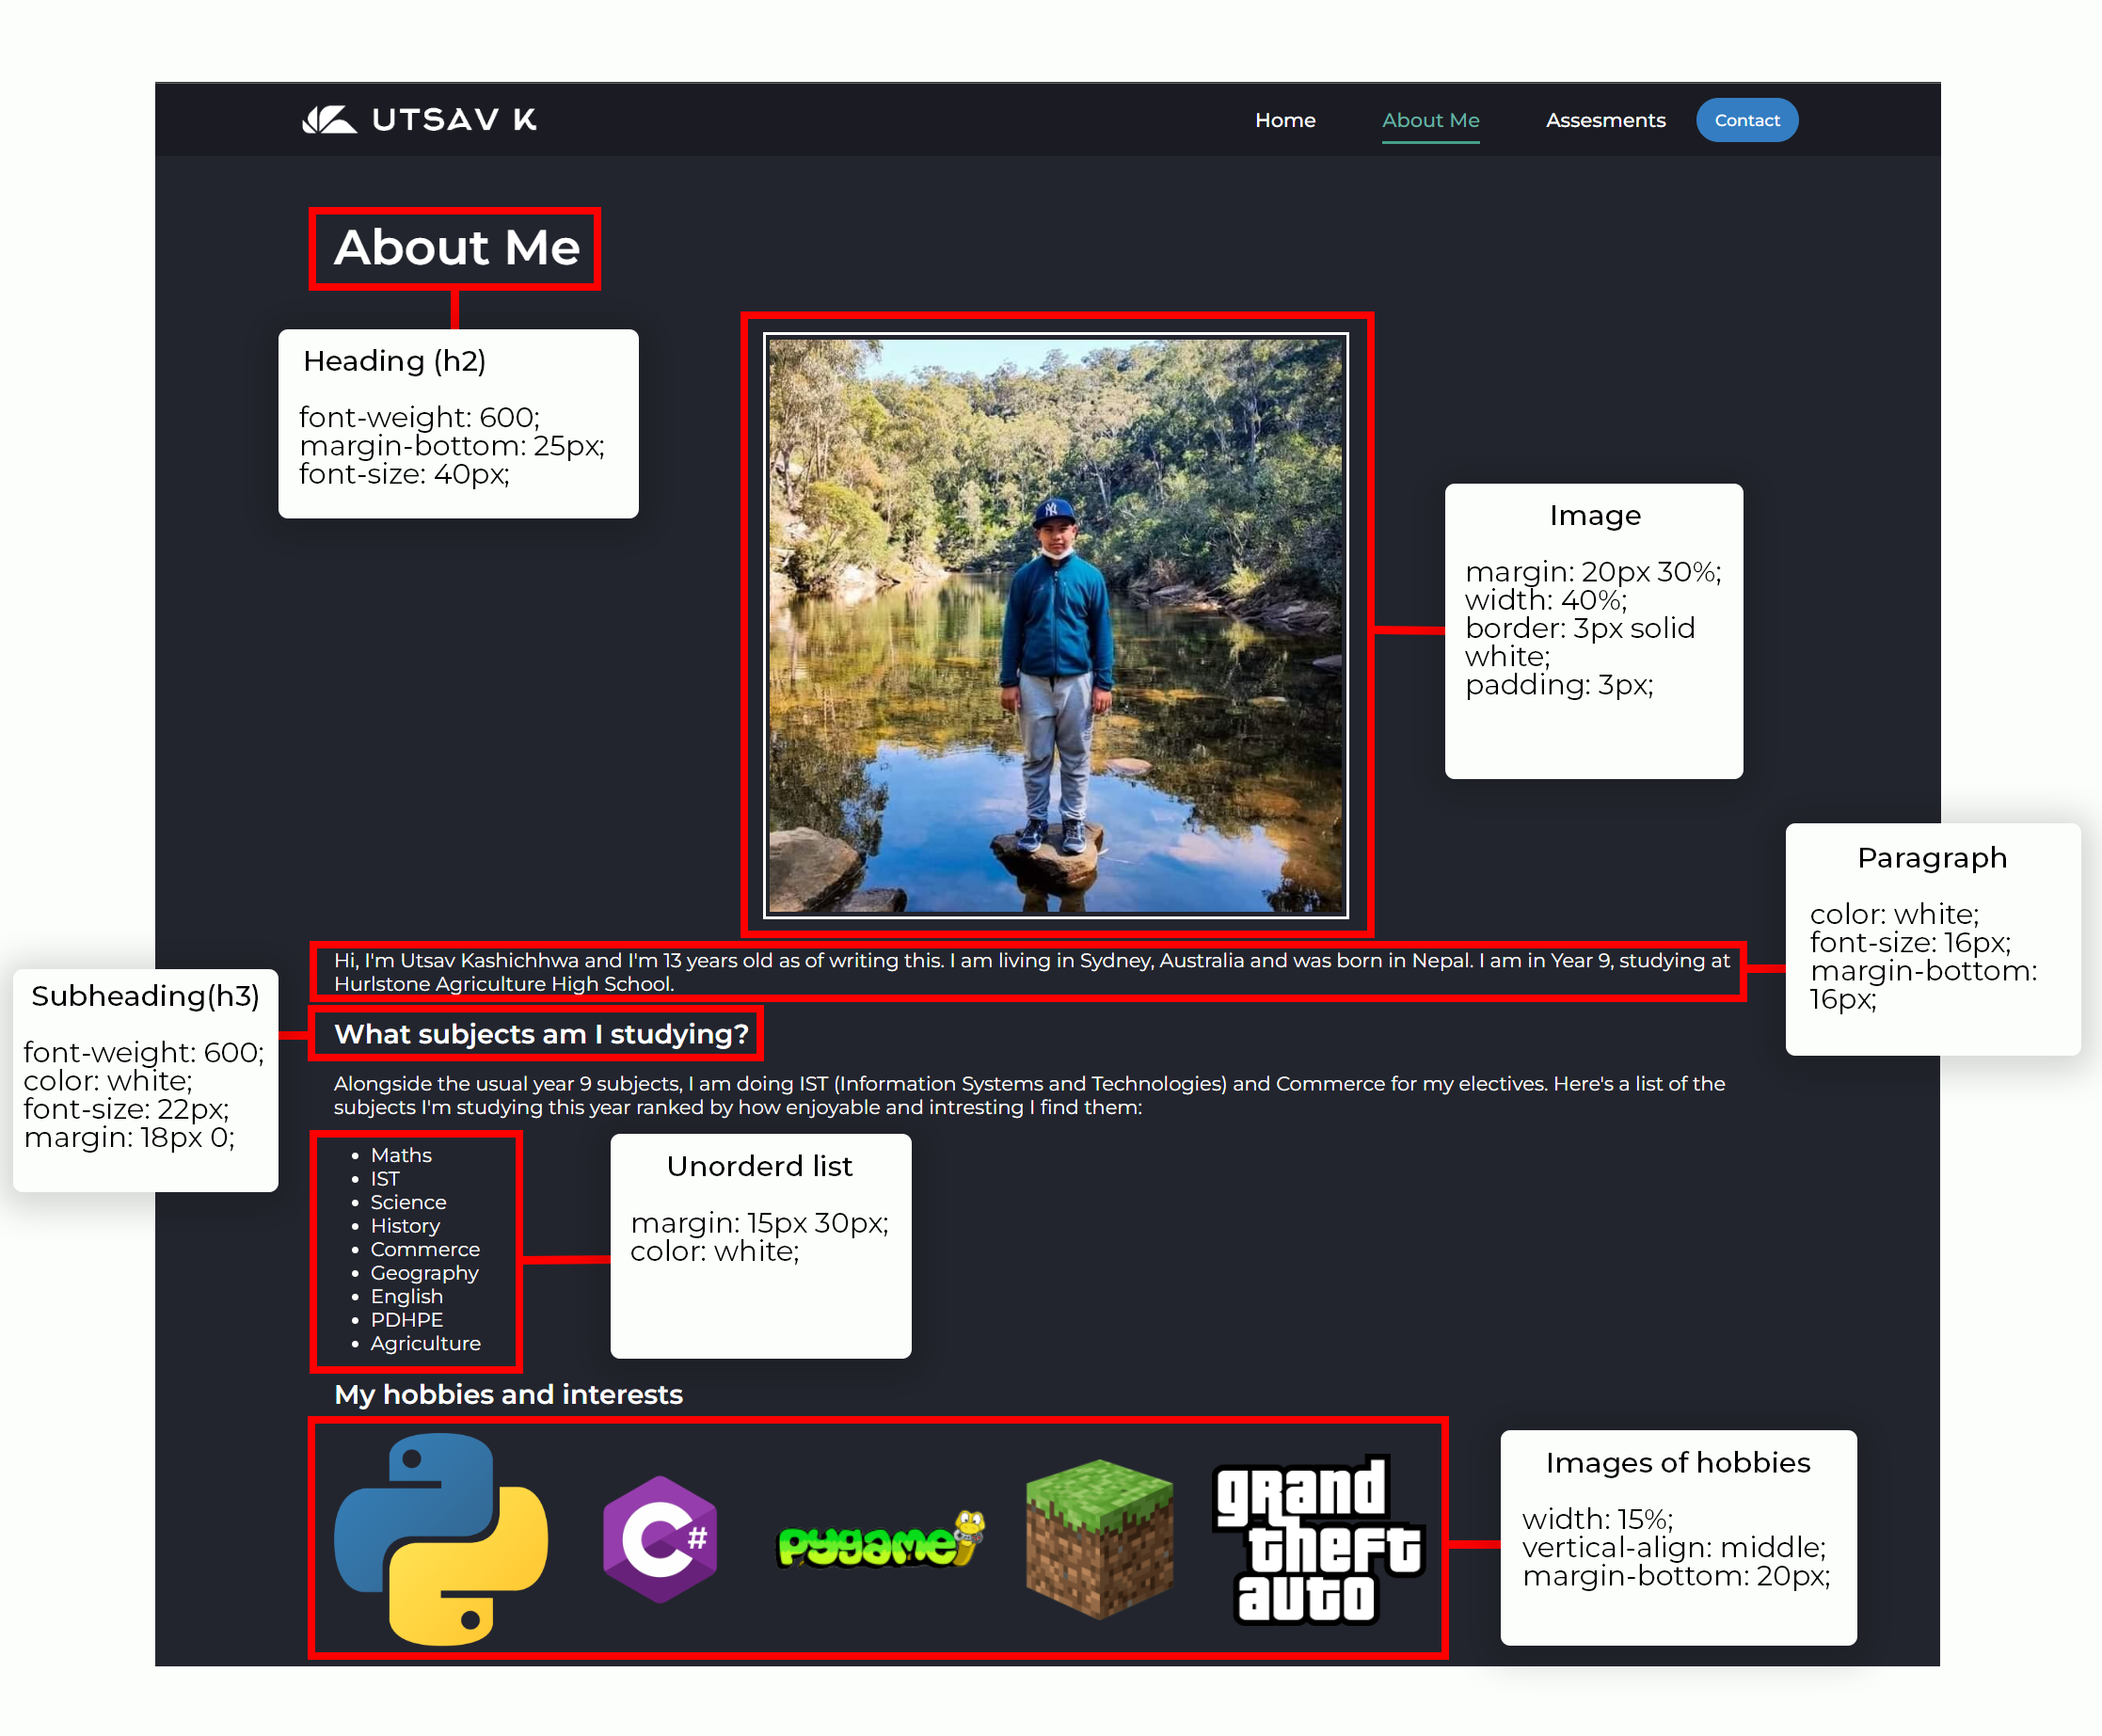 UTSAV K
Home
About Me
Assesments
Contact
About Me
Heading (h2)
font-weight: 600;
margin-bottom: 25px;
font-size: 40px;
NY
Image
margin: 20px 30%;
width: 40%;
border: 3px solid
white;
padding: 3px;
Paragraph
color: white;
font-size: 16px;
margin-bottom:
16px;
Hi, I'm Utsav Kashichhwa and I'm 13 years old as of writing this. I am living in Sydney, Australia and was born in Nepal. I am in Year 9, studying at
Hurlstone Agriculture High School.
Subheading(h3)
font-weight: 600;
color: white;
font-size: 22px;
margin: 18px 0;
What subjects am I studying?
Alongside the usual year 9 subjects, I am doing IST (Information Systems and Technologies) and Commerce for my electives. Here's a list of the
subjects I'm studying this year ranked by how enjoyable and intresting I find them:
• Maths
• IST
• Science
• History
• Commerce
• Geography
• English
• PDHPE
• Agriculture
Unorderd list
margin: 15px 30px;
color: white;
My hobbies and interests
C#
pygame
grand
theft
auto
Images of hobbies
width: 15%;
vertical-align: middle;
margin-bottom: 20px;